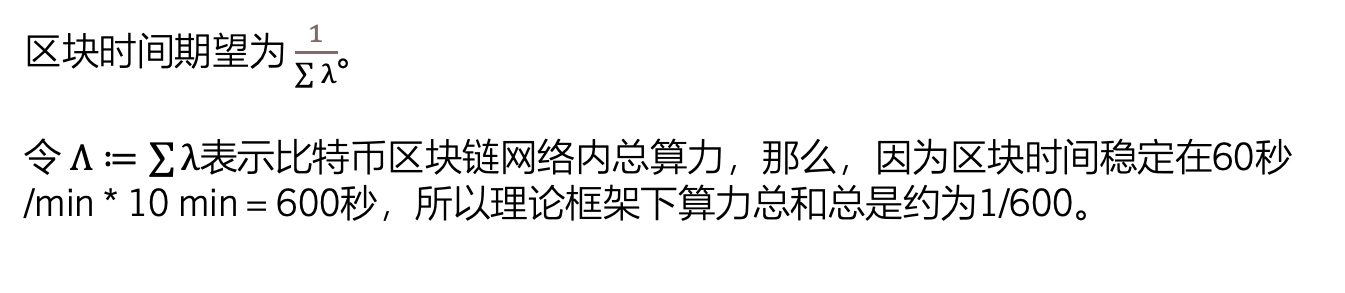 区块时间期望为 1/∑ λ。
令 Λ := ∑ λ表示比特币区块链网络内总算力，那么，因为区块时间稳定在60秒
/min * 10 min = 600秒，所以理论框架下算力总和总是约为1/600。